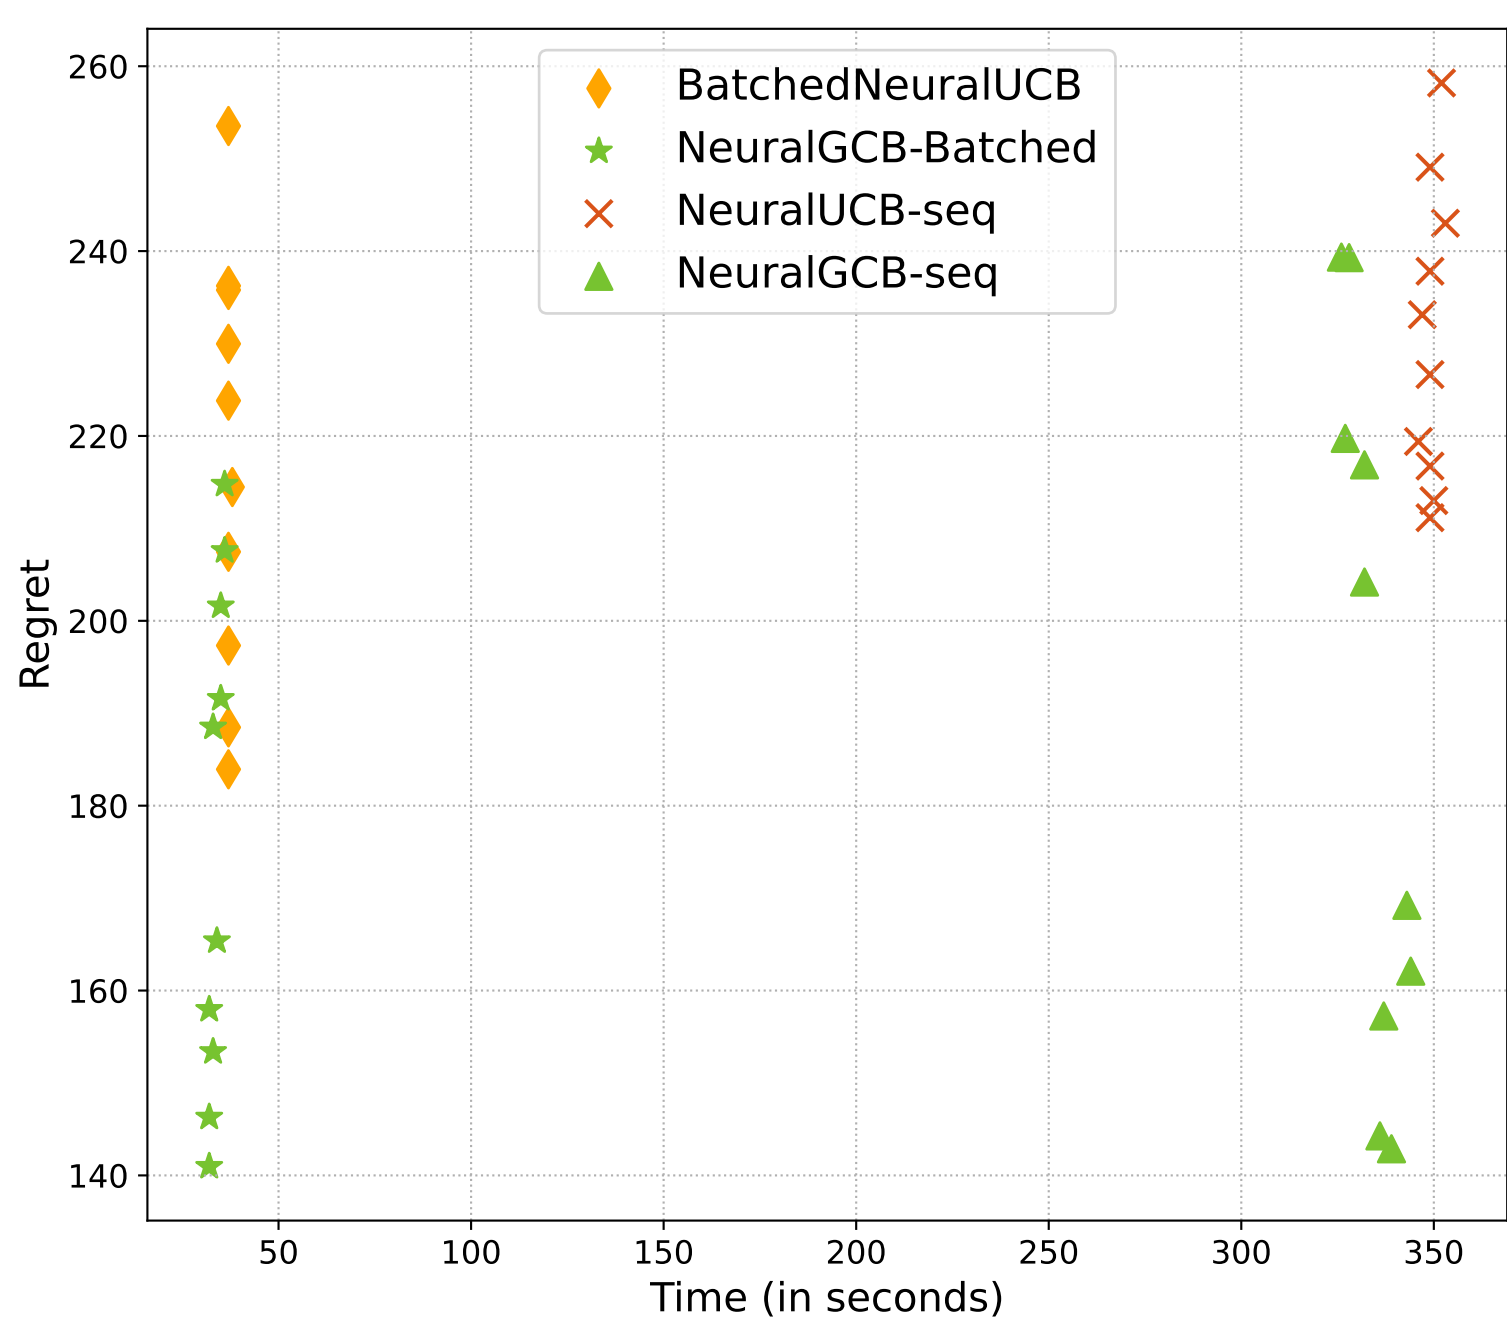 260
240
220
200
180
160
140
Regret
BatchedNeuralUCB
NeuralGCB-Batched
NeuralUCB-seq
NeuralGCB-seq
50 100 150 200 250 300 350
Time (in seconds)